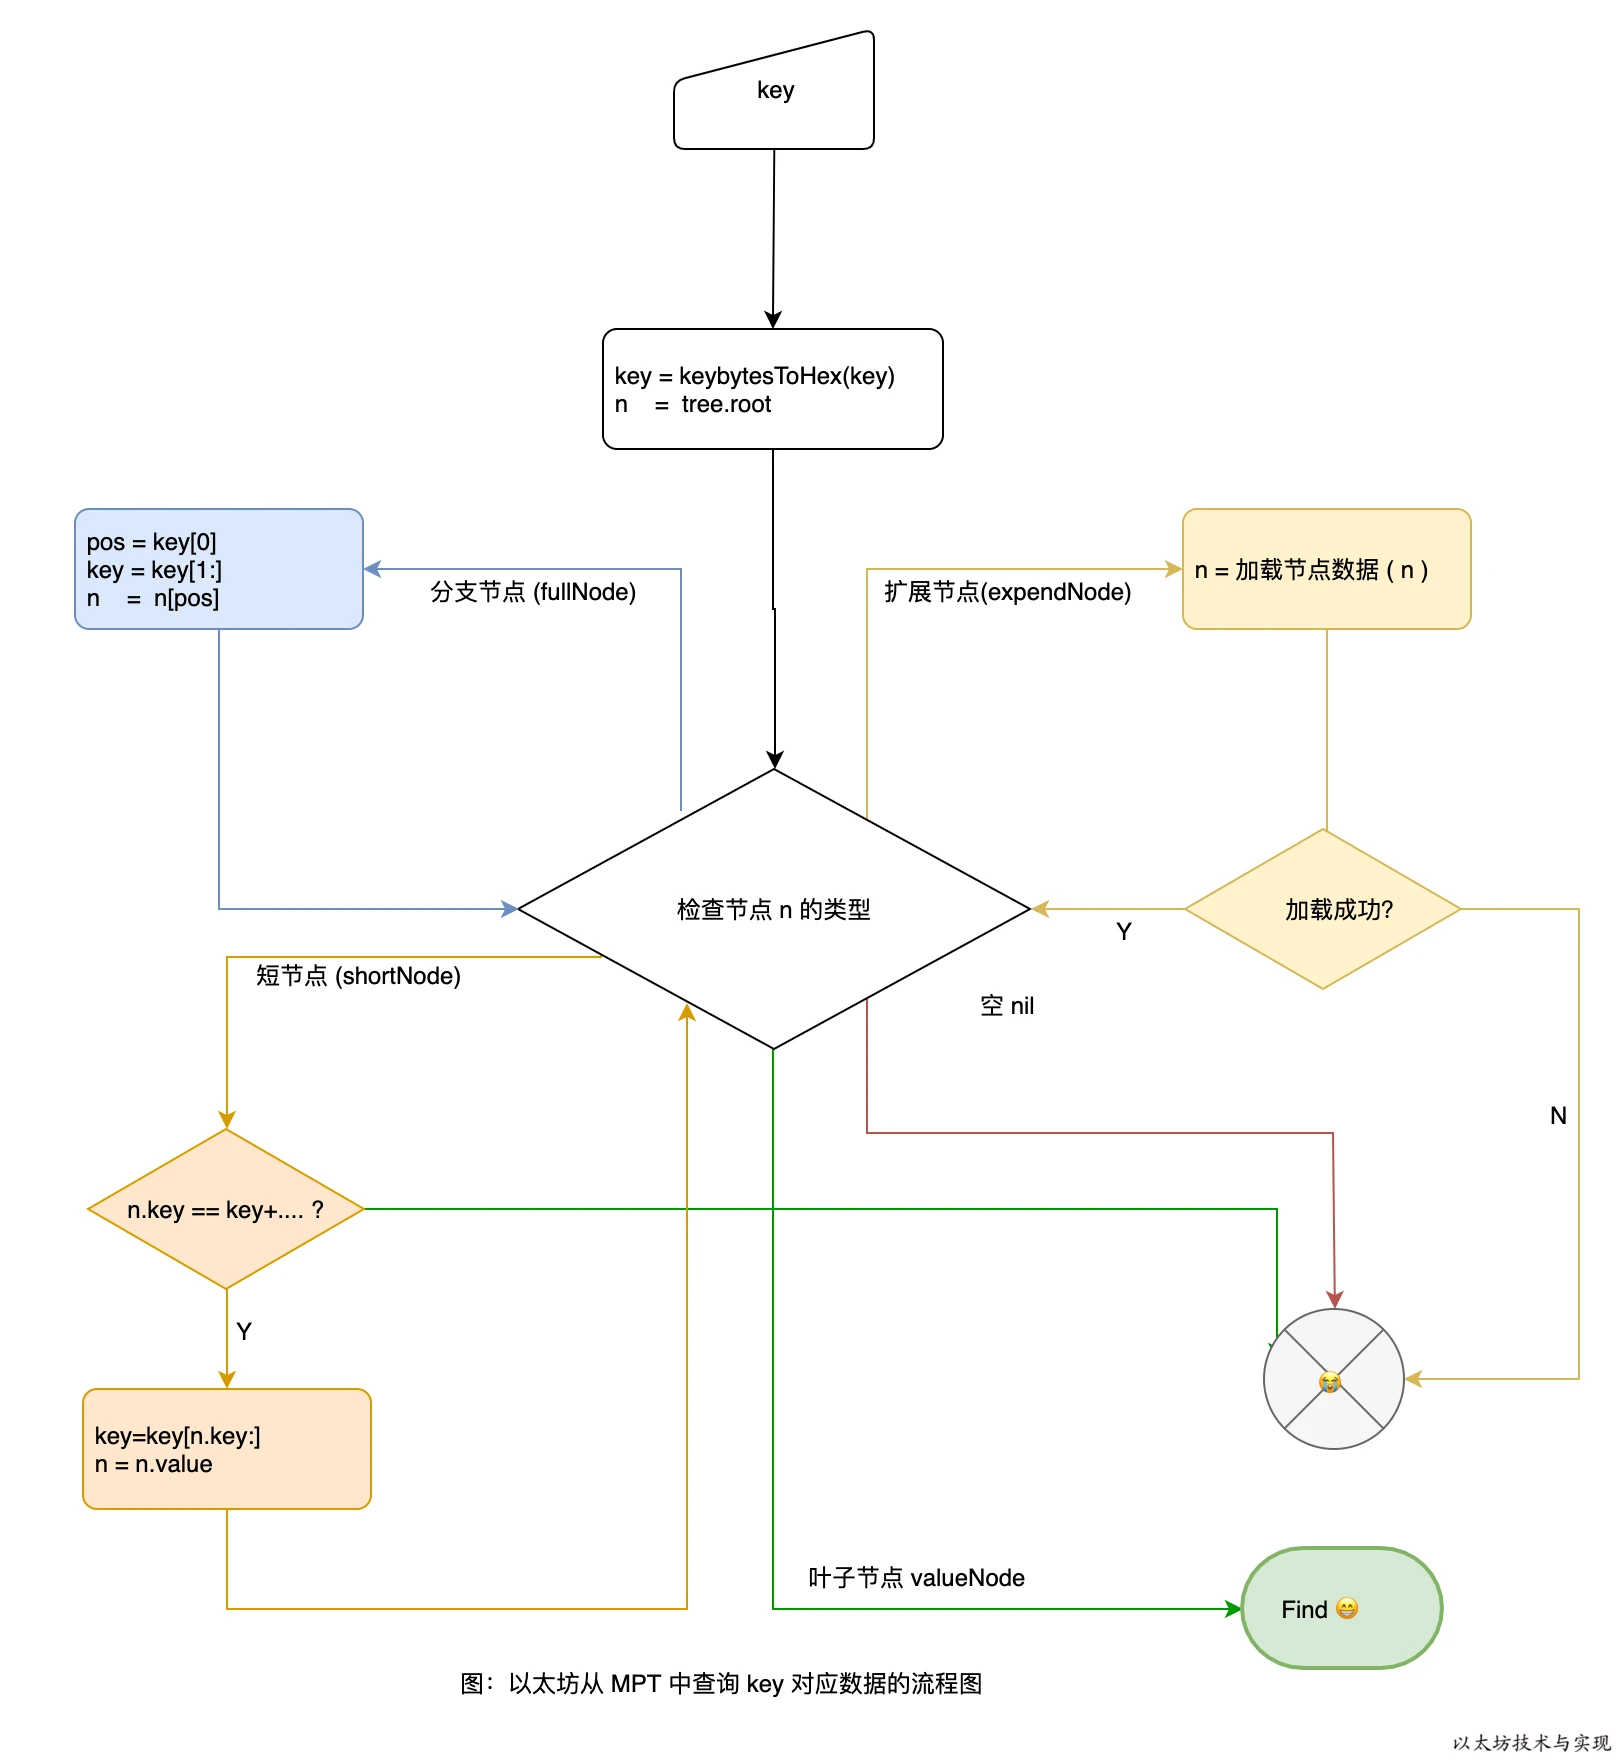 key
key = keybytesToHex(key)
n = tree.root
pos = key[0]
key = key[1:]
n = n[pos]
分支节点 (fullNode)
扩展节点(expendNode)
n = 加载节点数据 ( n )
检查节点 n 的类型
加载成功?
Y
短节点 (shortNode)
空 nil
N
n.key == key+.... ?
Y
key=key[n.key:]
n = n.value
叶子节点 valueNode
Find 😁
😭
图：以太坊从 MPT 中查询 key 对应数据的流程图
以太坊技术与实现